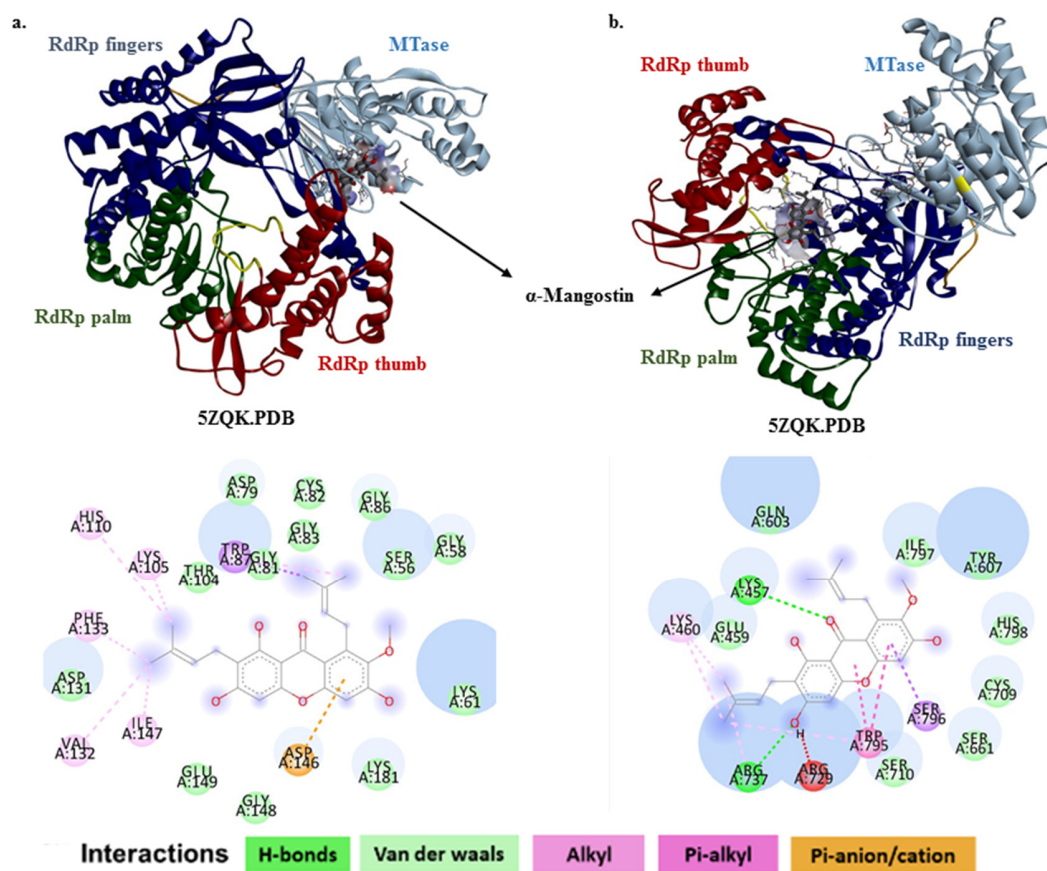 a.
RdRp fingers
MTase
RdRp palm
RdRp thumb
5ZQK.PDB
α-Mangostin
b.
RdRp thumb
MTase
RdRp palm
RdRp fingers
5ZQK.PDB
ASP
A:79
CYS
A:82
GLY
A:86
HIS
A:110
LYS
A:105
THR
A:104
TRP
A:87
GLY
A:81
GLY
A:83
SER
A:56
GLY
A:58
PHE
A:133
ASP
A:131
VAL
A:132
ILE
A:147
GLU
A:149
GLY
A:148
ASP
A:146
LYS
A:181
LYS
A:61
O
O
O
O
O
O
GLN
A:603
LYS
A:457
ILE
A:797
TYR
A:607
LYS
A:460
GLU
A:459
HIS
A:798
CYS
A:709
SER
A:796
SER
A:661
TRP
A:795
SER
A:710
ARG
A:737
ARG
A:729
O
O
O
O
O
O
H
Interactions
H-bonds
Van der waals
Alkyl
Pi-alkyl
Pi-anion/cation